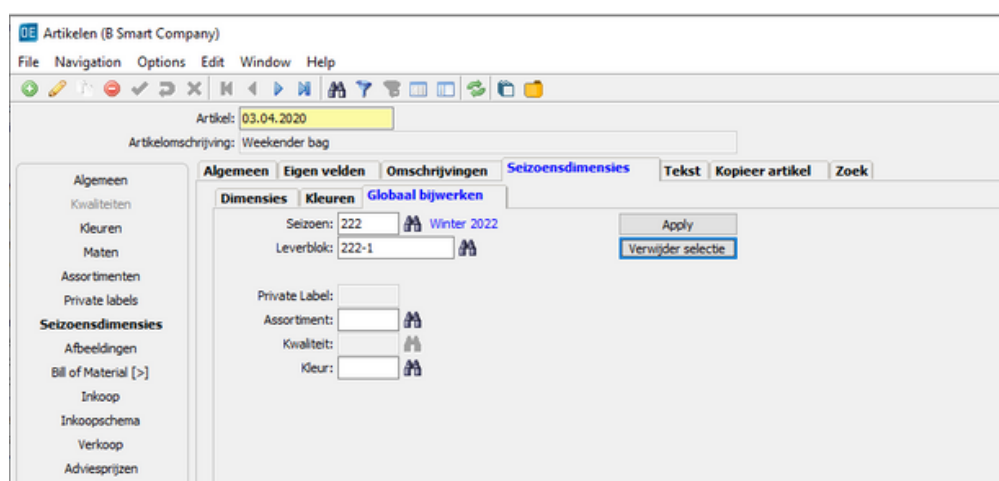 OE Artikelen (B Smart Company)
File Navigation Options Edit Window Help
Artikel: 03.04.2020
Artikelomschrijving: Weekender bag
Algemeen Eigen velden Omschrijvingen Seizoensdimensies Tekst Kopieer artikel Zoek
Dimensies Kleuren Globaal bijwerken
Seizoen: 222 Winter 2022 Apply
Leverblok: 222-1 Verwijder selectie
Private Label:
Assortiment:
Kwaliteit:
Kleur:
Algemeen
Kwaliteiten
Kleuren
Maten
Assortimenten
Private labels
Seizoensdimensies
Afbeeldingen
Bill of Material [>]
Inkoop
Inkoopschema
Verkoop
Adviesprijzen